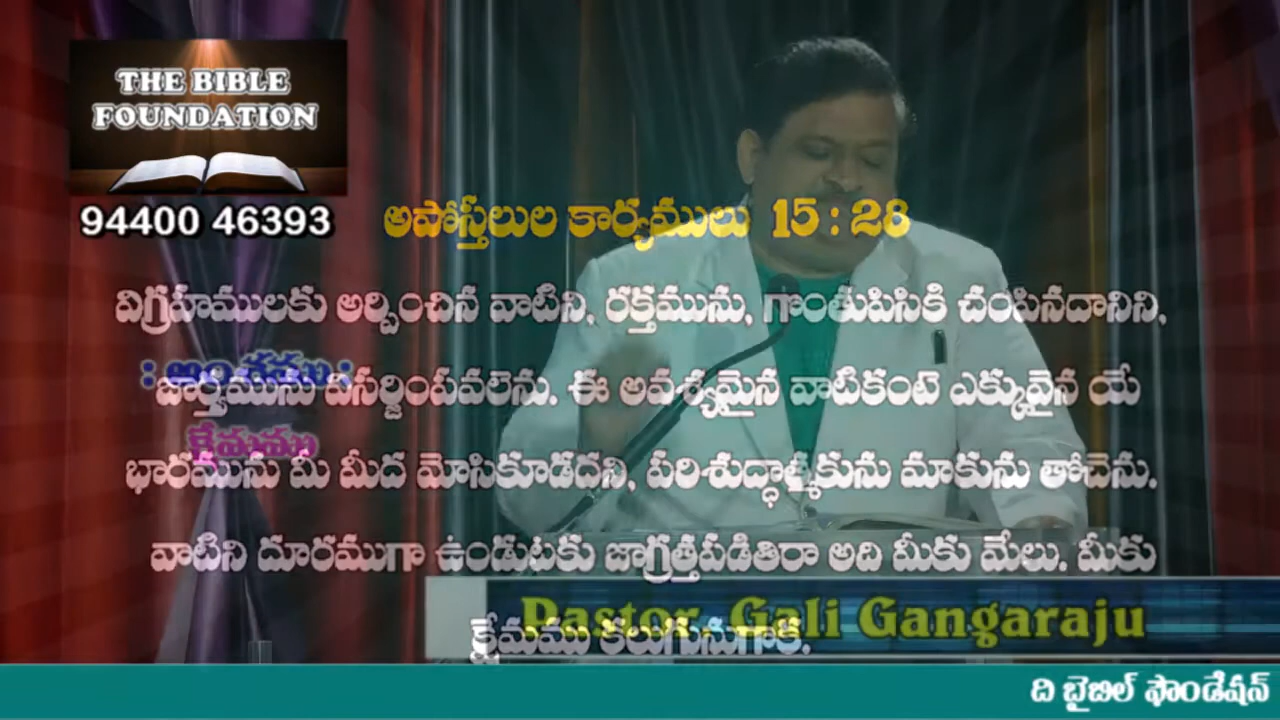 THE BIBLE
FOUNDATION
94400 46393
అపోస్తలుల కార్యములు 15 : 28
విగ్రహములకు అర్పించిన వాటిని, రక్తమును, గొంతుపిసికి చంపినదానిని,
: అంశము :
జారత్వమును విసర్జింపవలెను. ఈ అవశ్యమైన వాటికంటె ఎక్కువైన యే
క్షేమము
భారమును మీ మీద మోపకూడదని, పరిశుద్ధాత్మకును మాకును తోచెను.
వాటిని దూరముగా ఉండుటకు జాగ్రత్తపడితిరా అది మీకు మేలు. మీకు
క్షేమము కలుగునుగాక.
Pastor. Gali Gangaraju
ది బైబిల్ ఫౌండేషన్